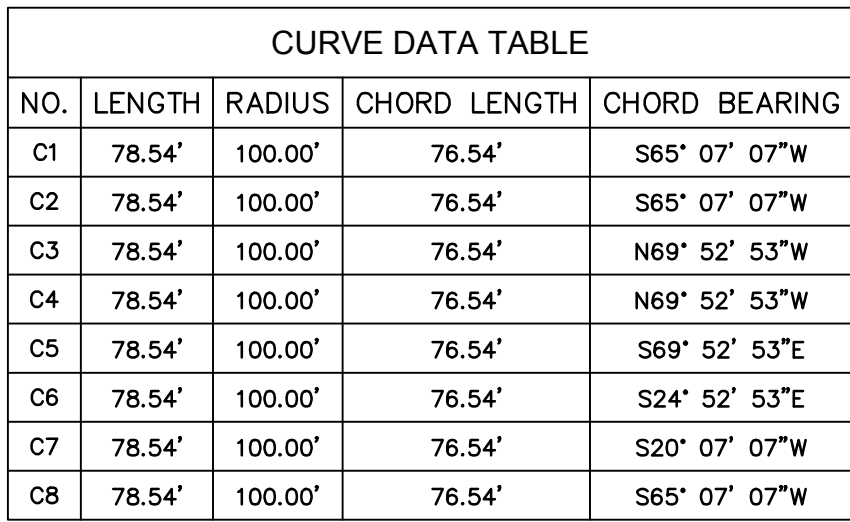 CURVE DATA TABLE
NO. LENGTH RADIUS CHORD LENGTH CHORD BEARING
C1 78.54' 100.00' 76.54' S65° 07' 07"W
C2 78.54' 100.00' 76.54' S65° 07' 07"W
C3 78.54' 100.00' 76.54' N69° 52' 53"W
C4 78.54' 100.00' 76.54' N69° 52' 53"W
C5 78.54' 100.00' 76.54' S69° 52' 53"E
C6 78.54' 100.00' 76.54' S24° 52' 53"E
C7 78.54' 100.00' 76.54' S20° 07' 07"W
C8 78.54' 100.00' 76.54' S65° 07' 07"W